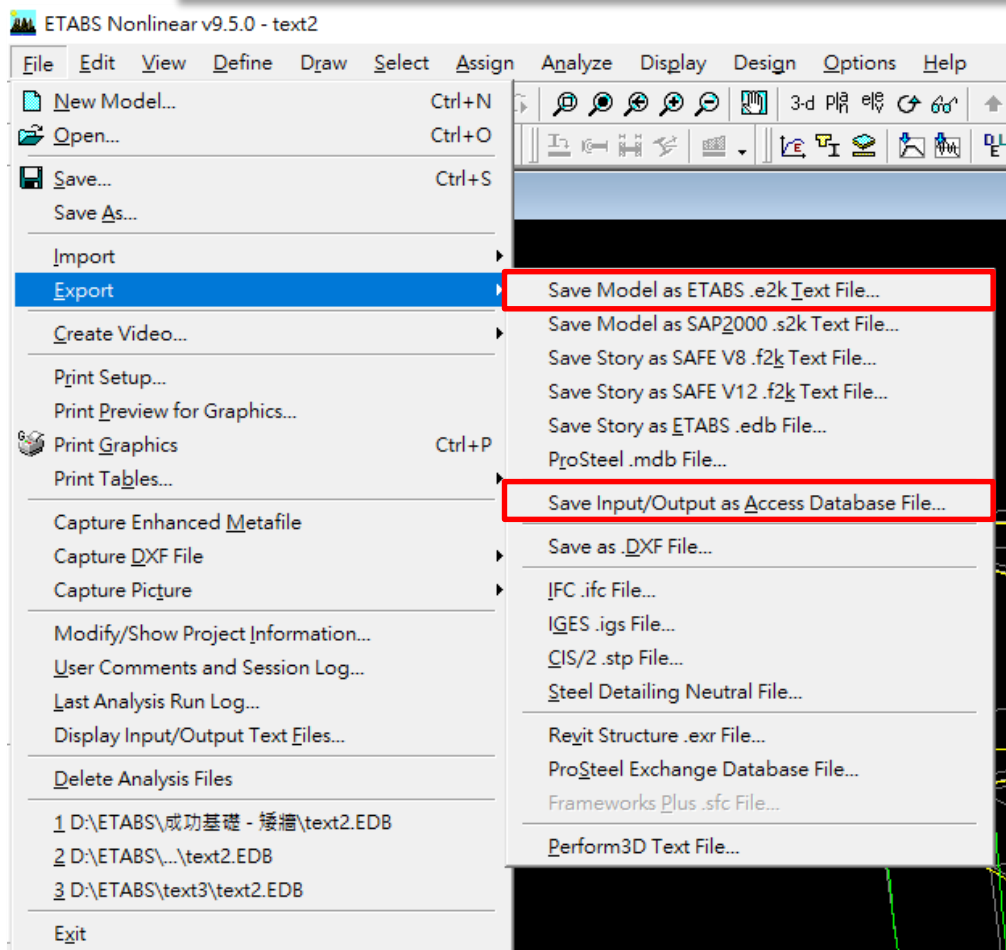 ETABS Nonlinear v9.5.0 - text2
File Edit View Define Draw Select Assign Analyze Display Design Options Help
New Model... Ctrl+N
Open... Ctrl+O
Save... Ctrl+S
Save As...
Import
Export
Create Video...
Print Setup...
Print Preview for Graphics...
Print Graphics Ctrl+P
Print Tables...
Capture Enhanced Metafile
Capture DXF File
Capture Picture
Modify/Show Project Information...
User Comments and Session Log...
Last Analysis Run Log...
Display Input/Output Text Files...
Delete Analysis Files
1 D:\ETABS\成功基礎 - 矮牆\text2.EDB
2 D:\ETABS\...\text2.EDB
3 D:\ETABS\text3\text2.EDB
Exit
3-d
Save Model as ETABS .e2k Text File...
Save Model as SAP2000 .s2k Text File...
Save Story as SAFE V8 .f2k Text File...
Save Story as SAFE V12 .f2k Text File...
Save Story as ETABS .edb File...
ProSteel .mdb File...
Save Input/Output as Access Database File...
Save as .DXF File...
IFC .ifc File...
IGES .igs File...
CIS/2 .stp File...
Steel Detailing Neutral File...
Revit Structure .exr File...
ProSteel Exchange Database File...
Frameworks Plus .sfc File...
Perform3D Text File...